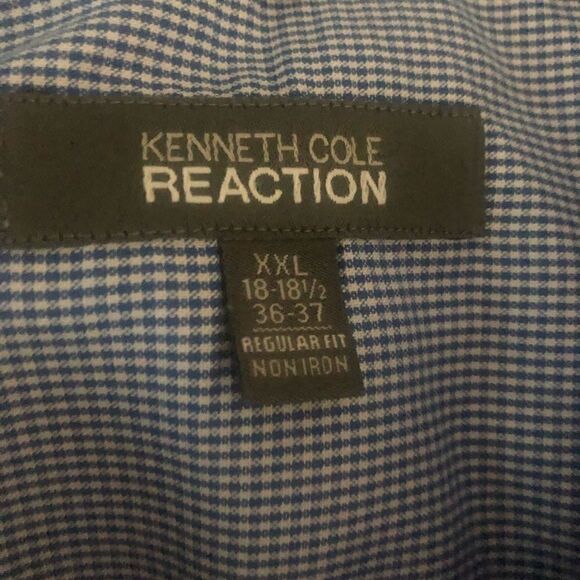 KENNETH COLE
REACTION
XXL
18-18½
36-37
REGULAR FIT
NON IRON